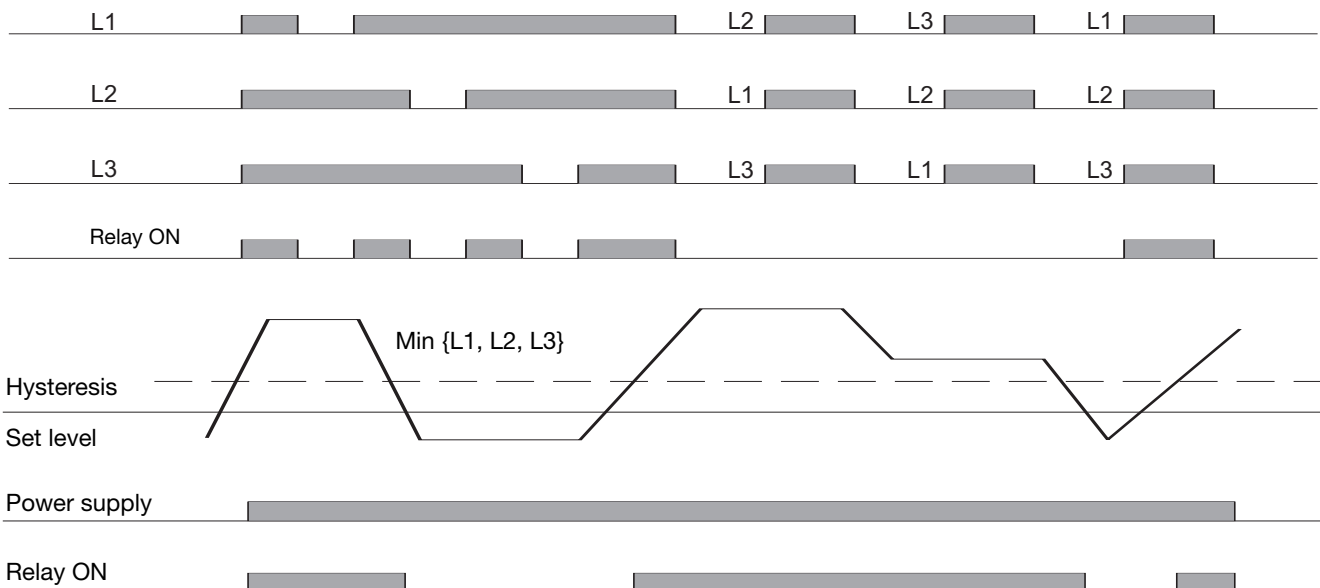 L1 L2 L3 L1
L2 L1 L2 L2
L3 L3 L1 L3
Relay ON
Min {L1, L2, L3}
Hysteresis
Set level
Power supply
Relay ON